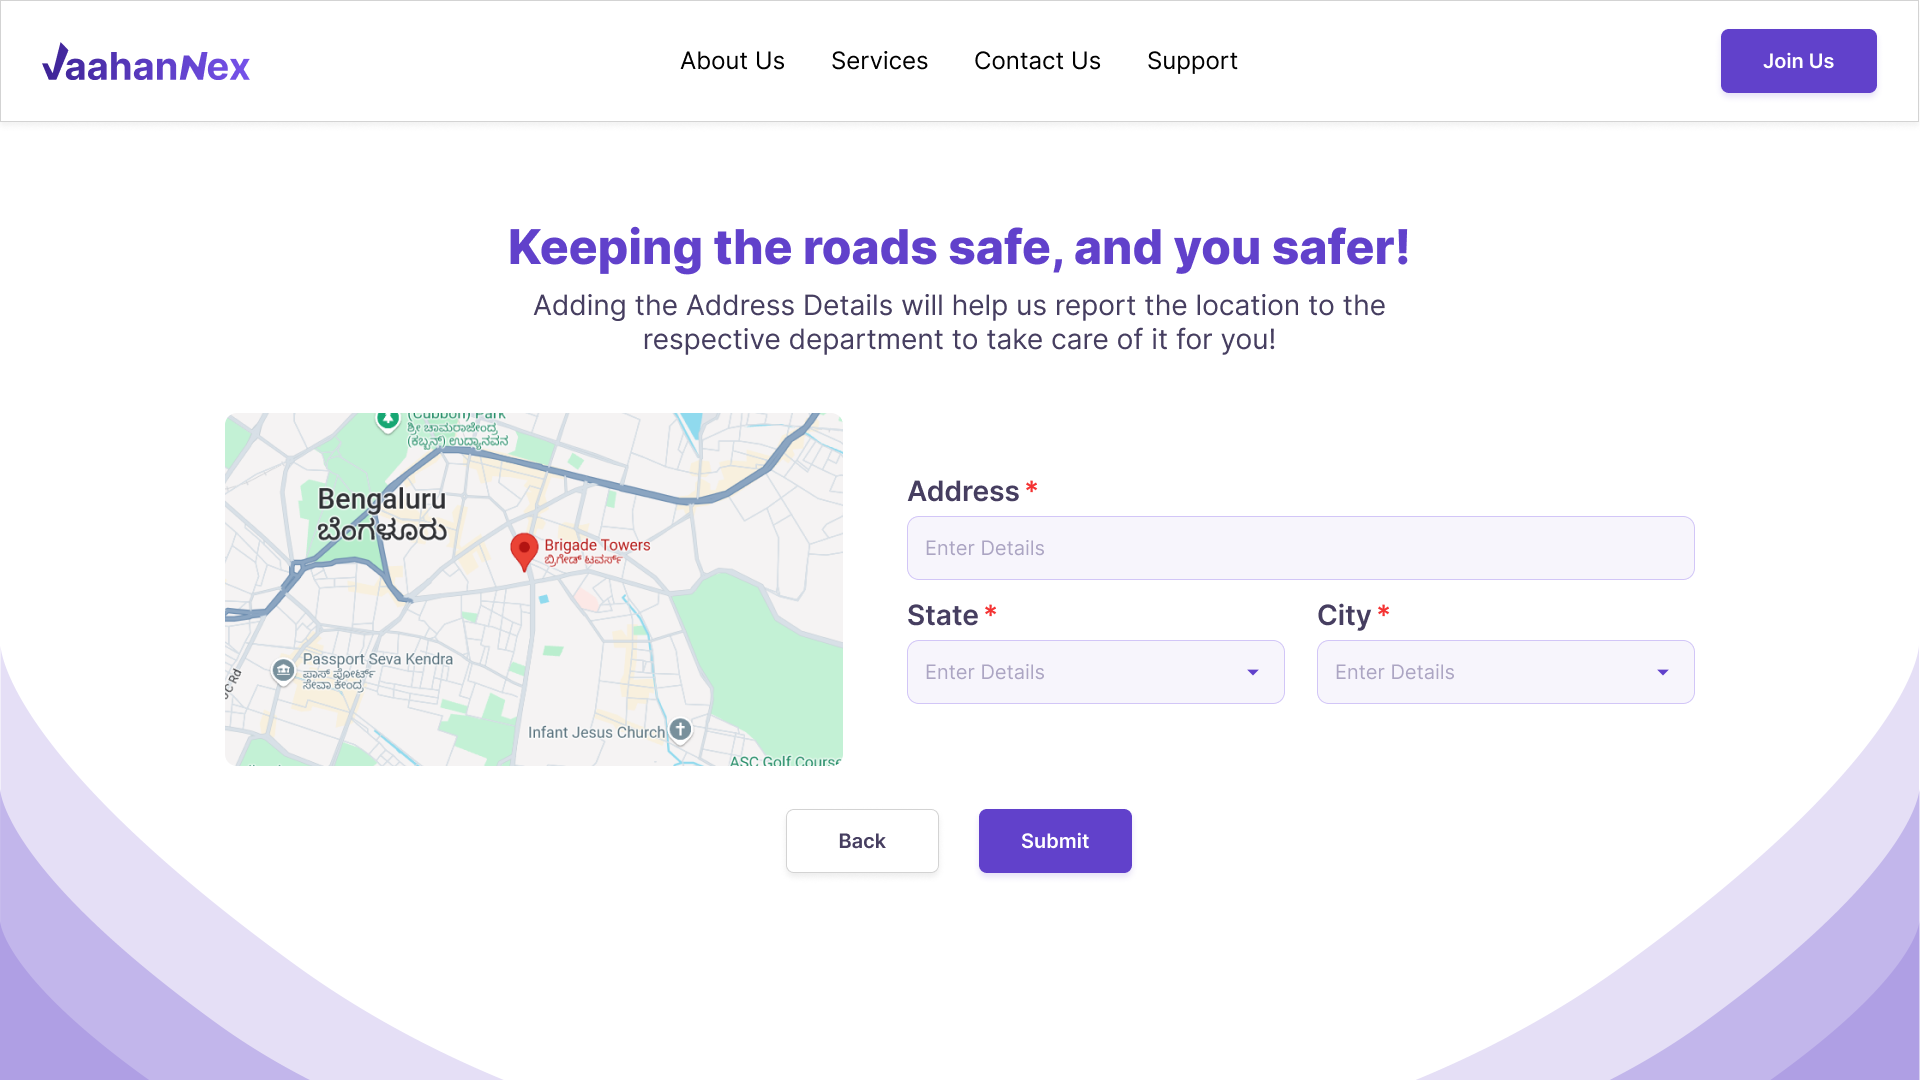 VaahanNex
About Us
Services
Contact Us
Support
Join Us
Keeping the roads safe, and you safer!
Adding the Address Details will help us report the location to the
respective department to take care of it for you!
(Cubbon) Park
ಶ್ರೀ ಚಾಮರಾಜೇಂದ್ರ
(ಕಬ್ಬನ್) ಉದ್ಯಾನವನ
Bengaluru
ಬೆಂಗಳೂರು
Brigade Towers
ಬ್ರಿಗೇಡ್ ಟವರ್ಸ್
Passport Seva Kendra
ಪಾಸ್ ಪೋರ್ಟ್
ಸೇವಾ ಕೇಂದ್ರ
Rd
Infant Jesus Church
ASC Golf Course
Address *
Enter Details
State *
City *
Enter Details
Enter Details
Back
Submit